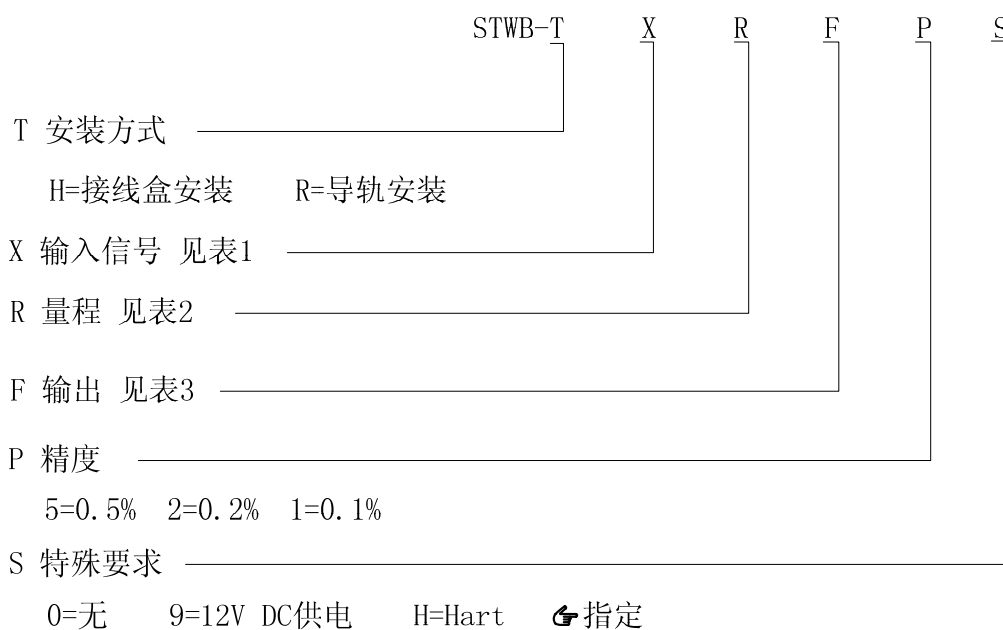 STWB-T X R F P S
T 安装方式
H=接线盒安装 R=导轨安装
X 输入信号 见表1
R 量程 见表2
F 输出 见表3
P 精度
5=0.5% 2=0.2% 1=0.1%
S 特殊要求
0=无 9=12V DC供电 H=Hart ☞指定